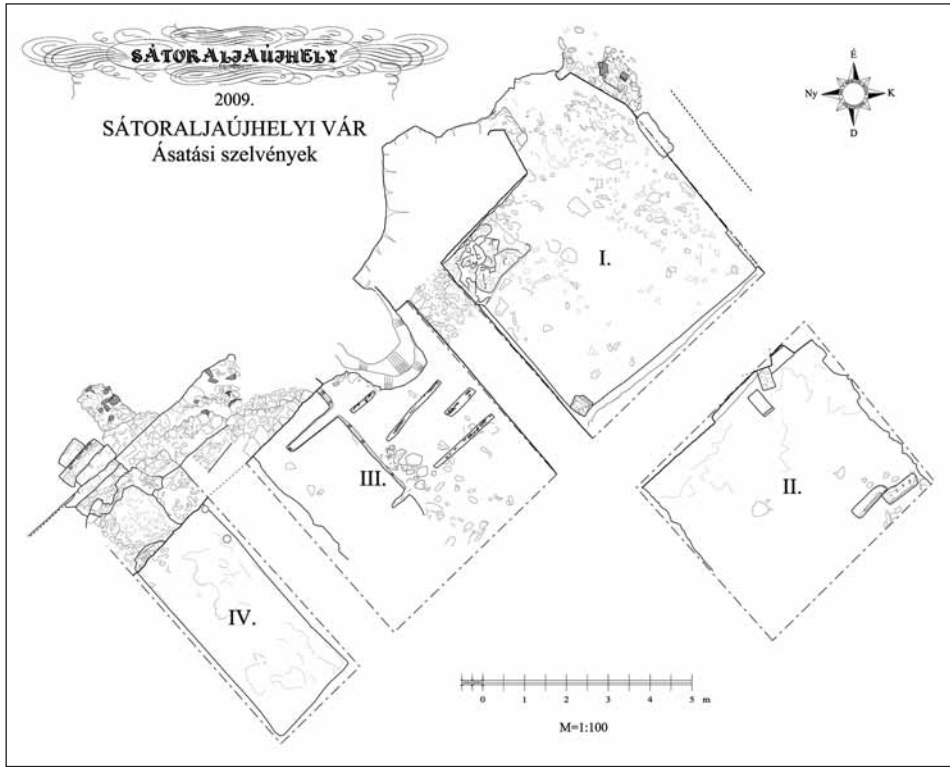 SÁTORALJAÚJHELY
2009.
SÁTORALJAÚJHELYI VÁR
Ásatási szelvények
É
Ny K
D
I.
II.
III.
IV.
0 1 2 3 4 5 m
M=1:100